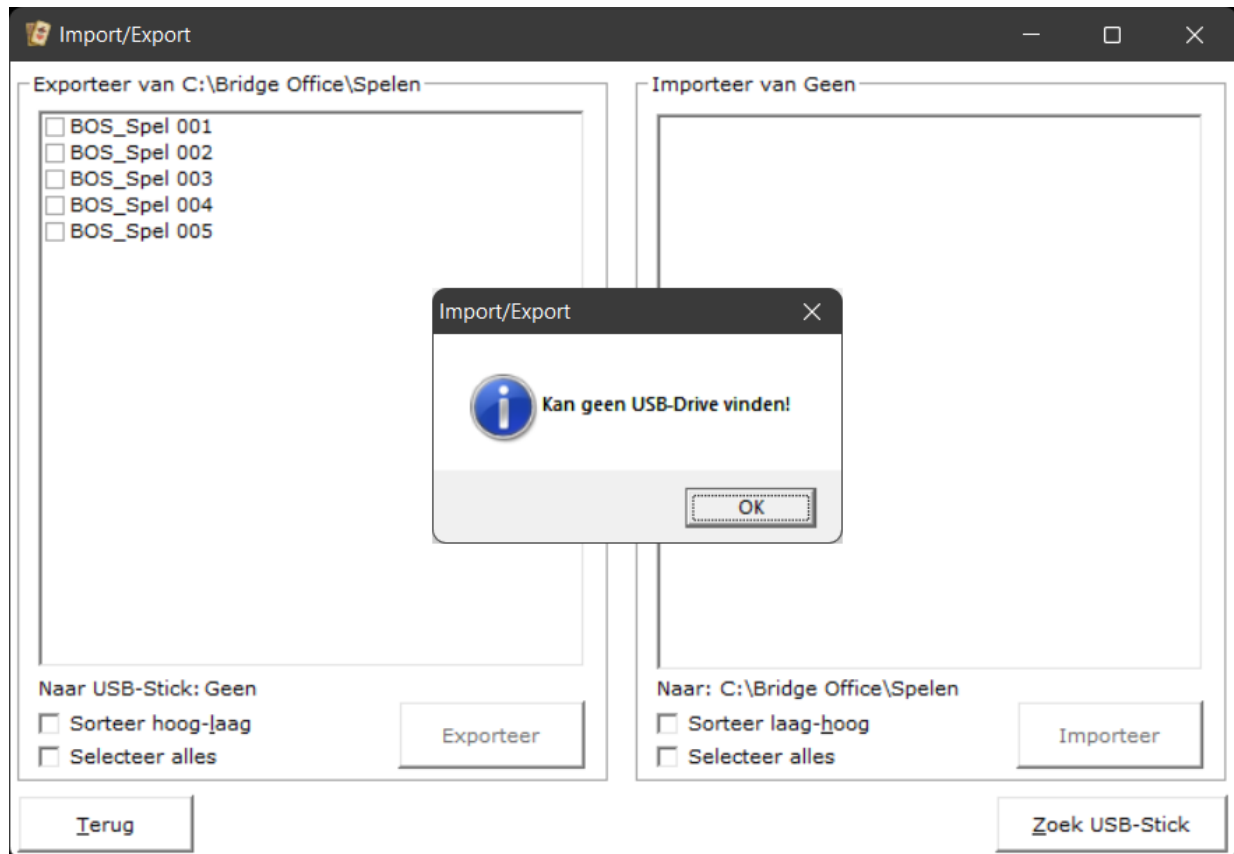 Import/Export
Exporteer van C:\Bridge Office\Spelen
BOS_Spel 001
BOS_Spel 002
BOS_Spel 003
BOS_Spel 004
BOS_Spel 005
Naar USB-Stick: Geen
Sorteer hoog-laag
Selecteer alles
Exporteer
Importeer van Geen
Naar: C:\Bridge Office\Spelen
Sorteer laag-hoog
Selecteer alles
Importeer
Import/Export
Kan geen USB-Drive vinden!
OK
Terug
Zoek USB-Stick